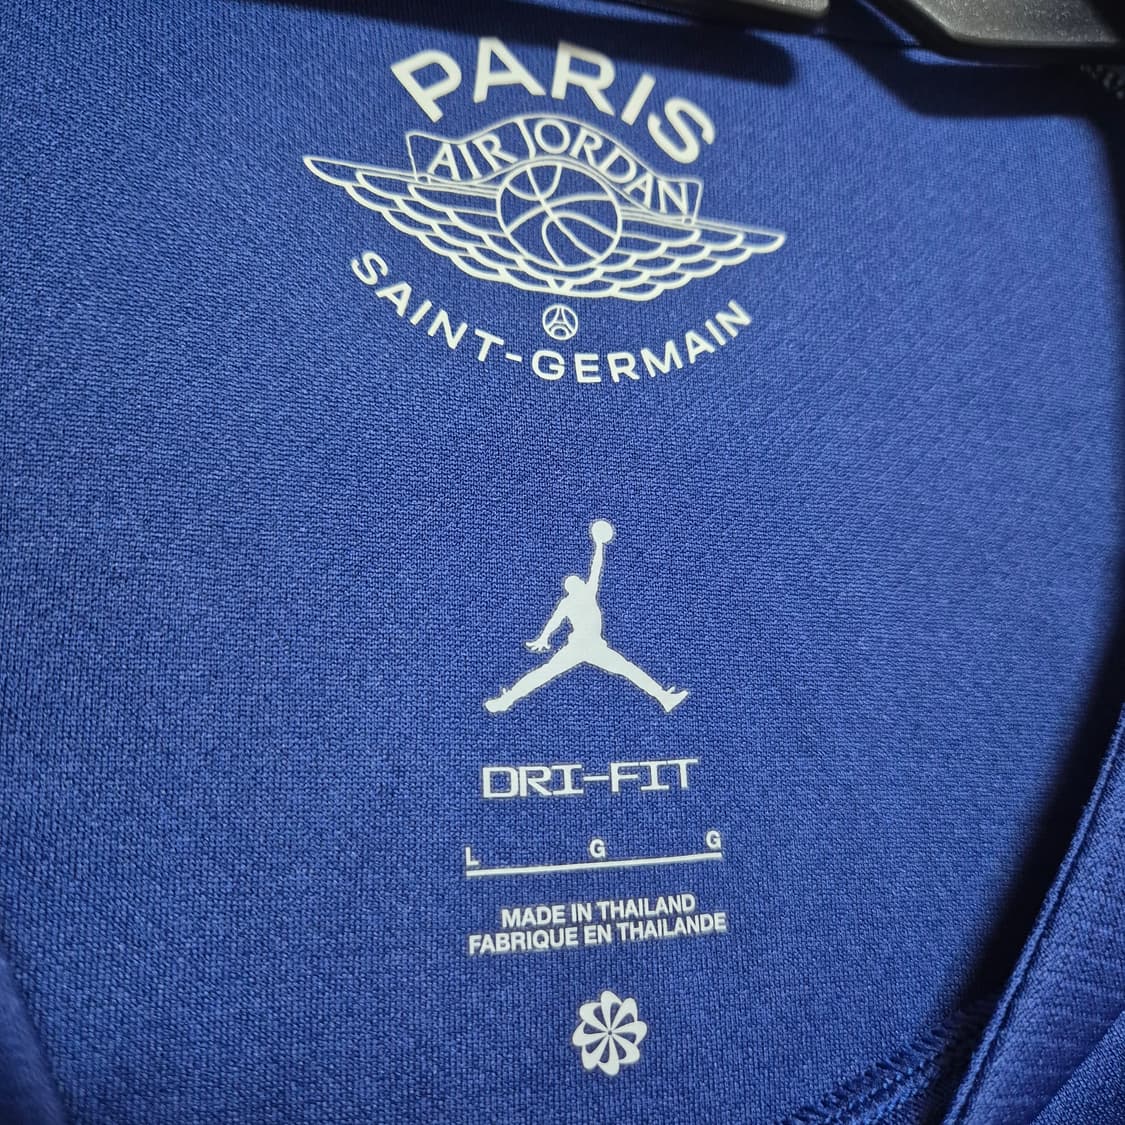 PARIS
AIR JORDAN
SAINT-GERMAIN
DRI-FIT
L G G
MADE IN THAILAND
FABRIQUE EN THAILANDE